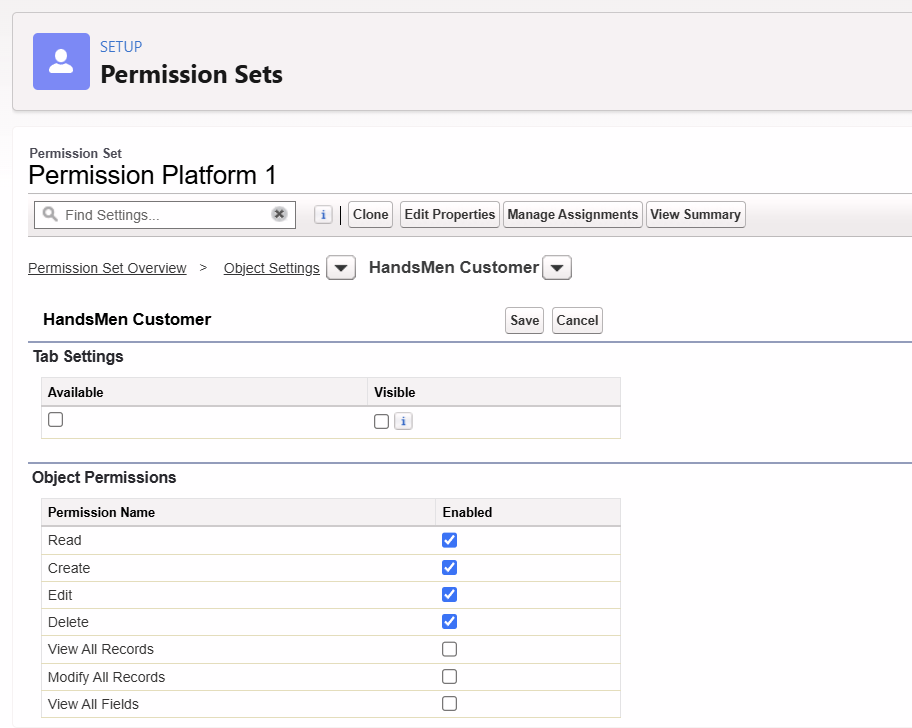 SETUP
Permission Sets
Permission Set
Permission Platform 1
Find Settings... i Clone Edit Properties Manage Assignments View Summary
Permission Set Overview > Object Settings HandsMen Customer
HandsMen Customer Save Cancel
Tab Settings
Available Visible
i
Object Permissions
Permission Name Enabled
Read
Create
Edit
Delete
View All Records
Modify All Records
View All Fields